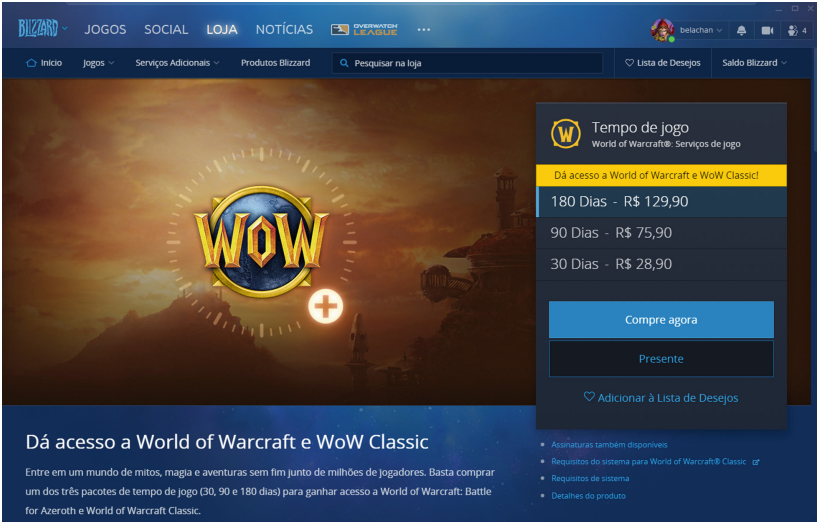 BLIZZARD
JOGOS
SOCIAL
LOJA
NOTÍCIAS
OVERWATCH
LEAGUE
belachan
4
Início
Jogos
Serviços Adicionais
Produtos Blizzard
Pesquisar na loja
Lista de Desejos
Saldo Blizzard
WOW
W
Tempo de jogo
World of Warcraft®: Serviços de jogo
Dá acesso a World of Warcraft e WoW Classic!
180 Dias - R$ 129,90
90 Dias - R$ 75,90
30 Dias - R$ 28,90
Compre agora
Presente
Adicionar à Lista de Desejos
Dá acesso a World of Warcraft e WoW Classic
Entre em um mundo de mitos, magia e aventuras sem fim junto de milhões de jogadores. Basta comprar
um dos três pacotes de tempo de jogo (30, 90 e 180 dias) para ganhar acesso a World of Warcraft: Battle
for Azeroth e World of Warcraft Classic.
Assinaturas também disponíveis
Requisitos do sistema para World of Warcraft® Classic
Requisitos de sistema
Detalhes do produto